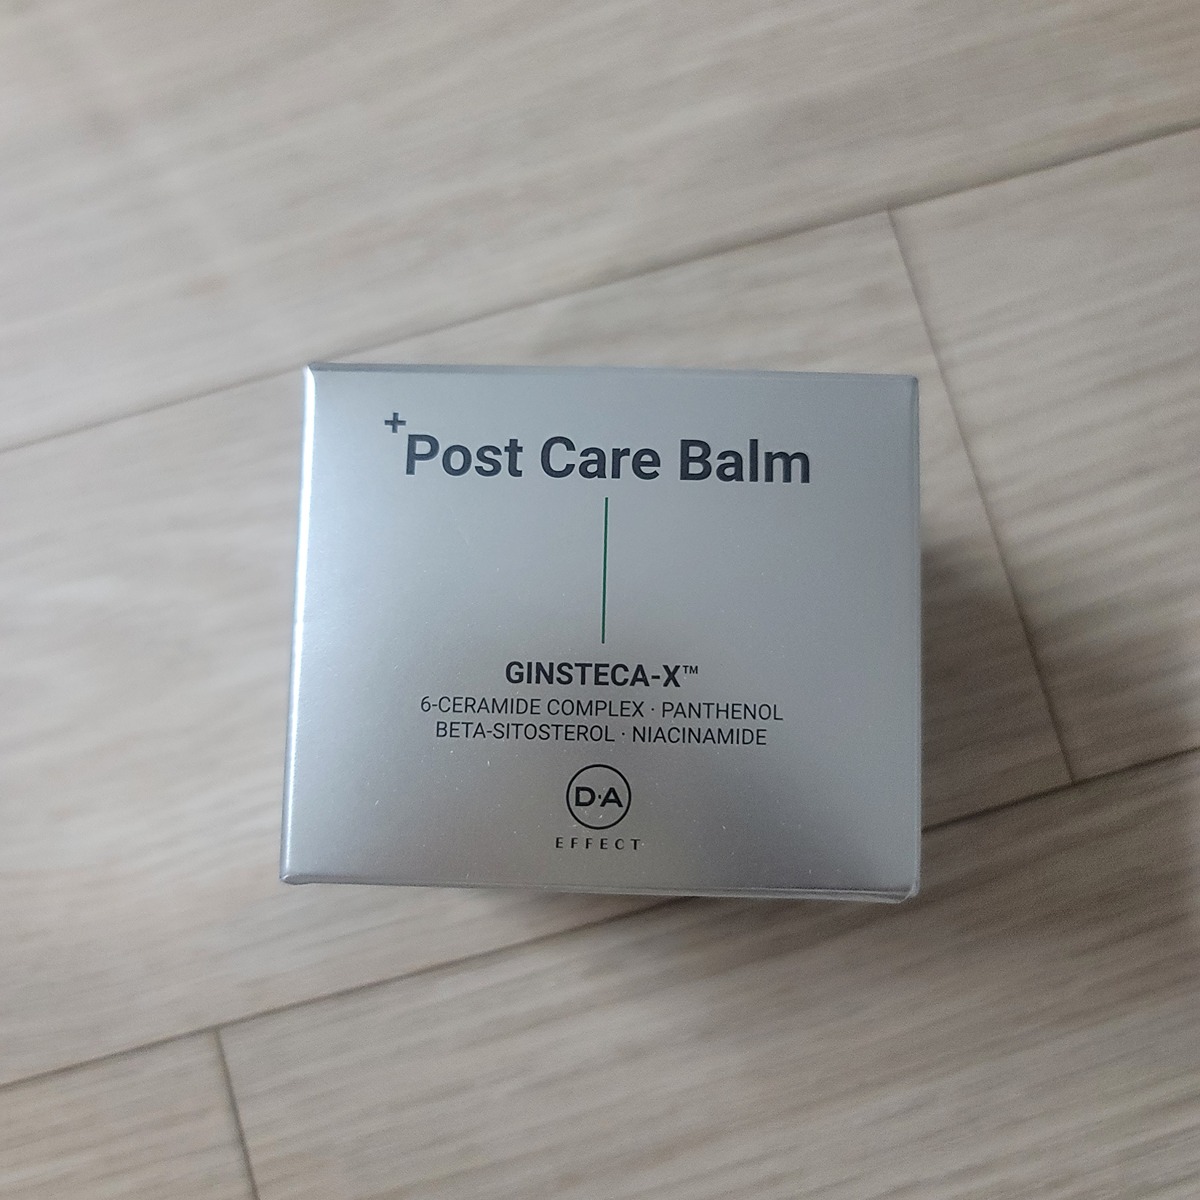 +Post Care Balm
GINSTECA-X™
6-CERAMIDE COMPLEX · PANTHENOL
BETA-SITOSTEROL · NIACINAMIDE
D·A
EFFECT